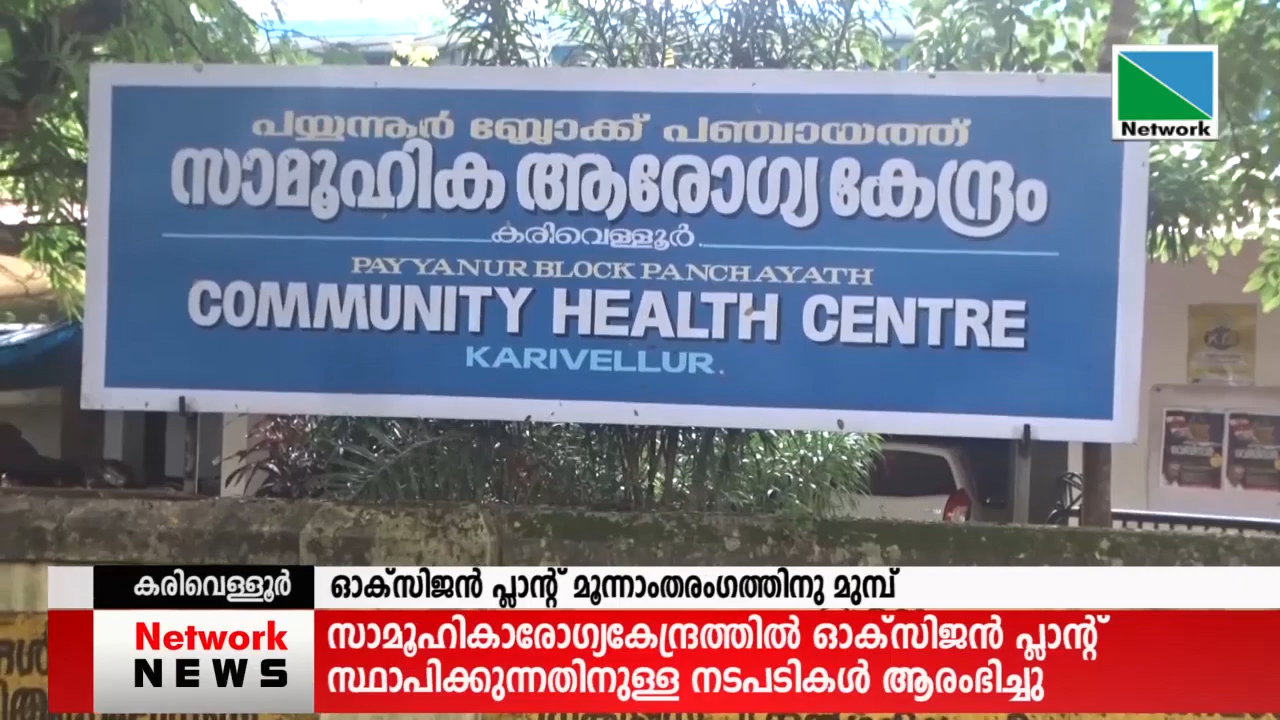 പയ്യന്നൂർ ബ്ലോക്ക് പഞ്ചായത്ത്
സാമൂഹിക ആരോഗ്യ കേന്ദ്രം
കരിവെള്ളൂർ
PAYYANUR BLOCK PANCHAYATH
COMMUNITY HEALTH CENTRE
KARIVELLUR.
Network
കരിവെള്ളൂർ
ഓക്സിജൻ പ്ലാന്റ് മൂന്നാംതരംഗത്തിനു മുമ്പ്
Network NEWS
സാമൂഹികാരോഗ്യകേന്ദ്രത്തിൽ ഓക്സിജൻ പ്ലാന്റ്
സ്ഥാപിക്കുന്നതിനുള്ള നടപടികൾ ആരംഭിച്ചു